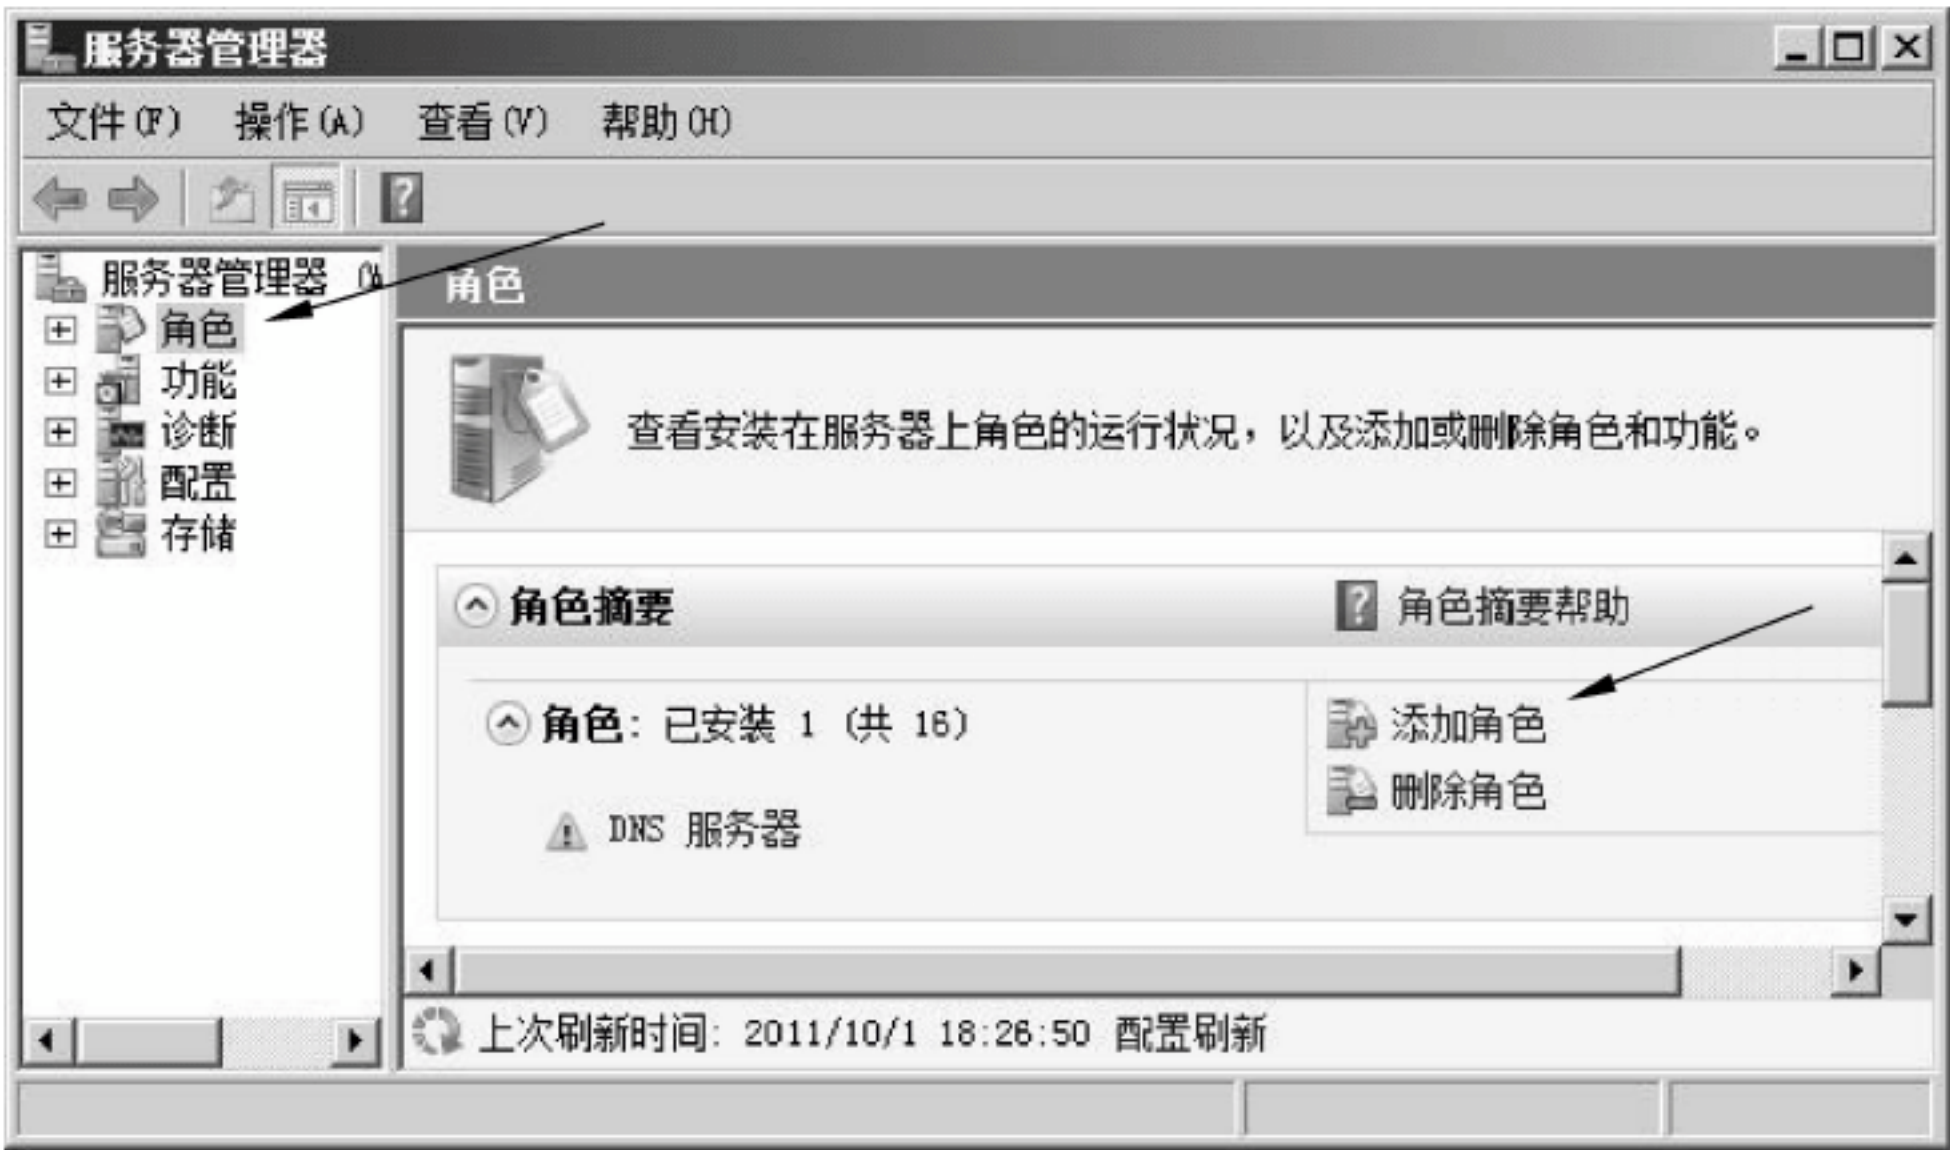 服务器管理器
文件(F) 操作(A) 查看(V) 帮助(H)
服务器管理器
角色
功能
诊断
配置
存储
角色
查看安装在服务器上角色的运行状况，以及添加或删除角色和功能。
角色摘要
角色摘要帮助
角色: 已安装 1 (共 16)
添加角色
删除角色
DNS 服务器
上次刷新时间: 2011/10/1 18:26:50 配置刷新